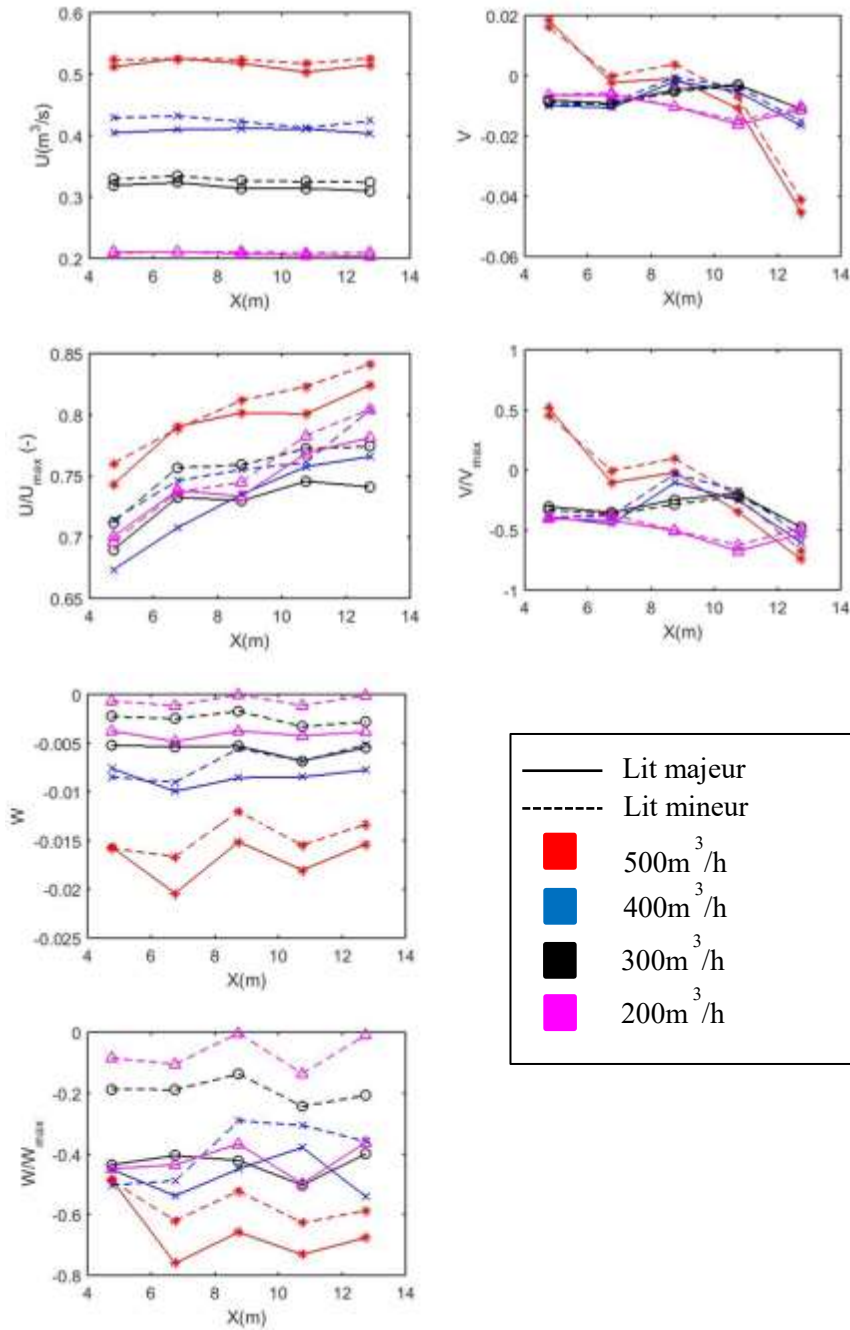 0.6
0.5
0.4
0.3
0.2
U(m³/s)
4 6 8 10 12 14
X(m)
0.02
0
-0.02
-0.04
-0.06
V
4 6 8 10 12 14
X(m)
0.85
0.8
0.75
0.7
0.65
U/Umax (-)
4 6 8 10 12 14
X(m)
1
0.5
0
-0.5
-1
V/Vmax
4 6 8 10 12 14
X(m)
0
-0.005
-0.01
-0.015
-0.02
-0.025
W
4 6 8 10 12 14
X(m)
Lit majeur
Lit mineur
500m³/h
400m³/h
300m³/h
200m³/h
0
-0.2
-0.4
-0.6
-0.8
W/Wmax
4 6 8 10 12 14
X(m)